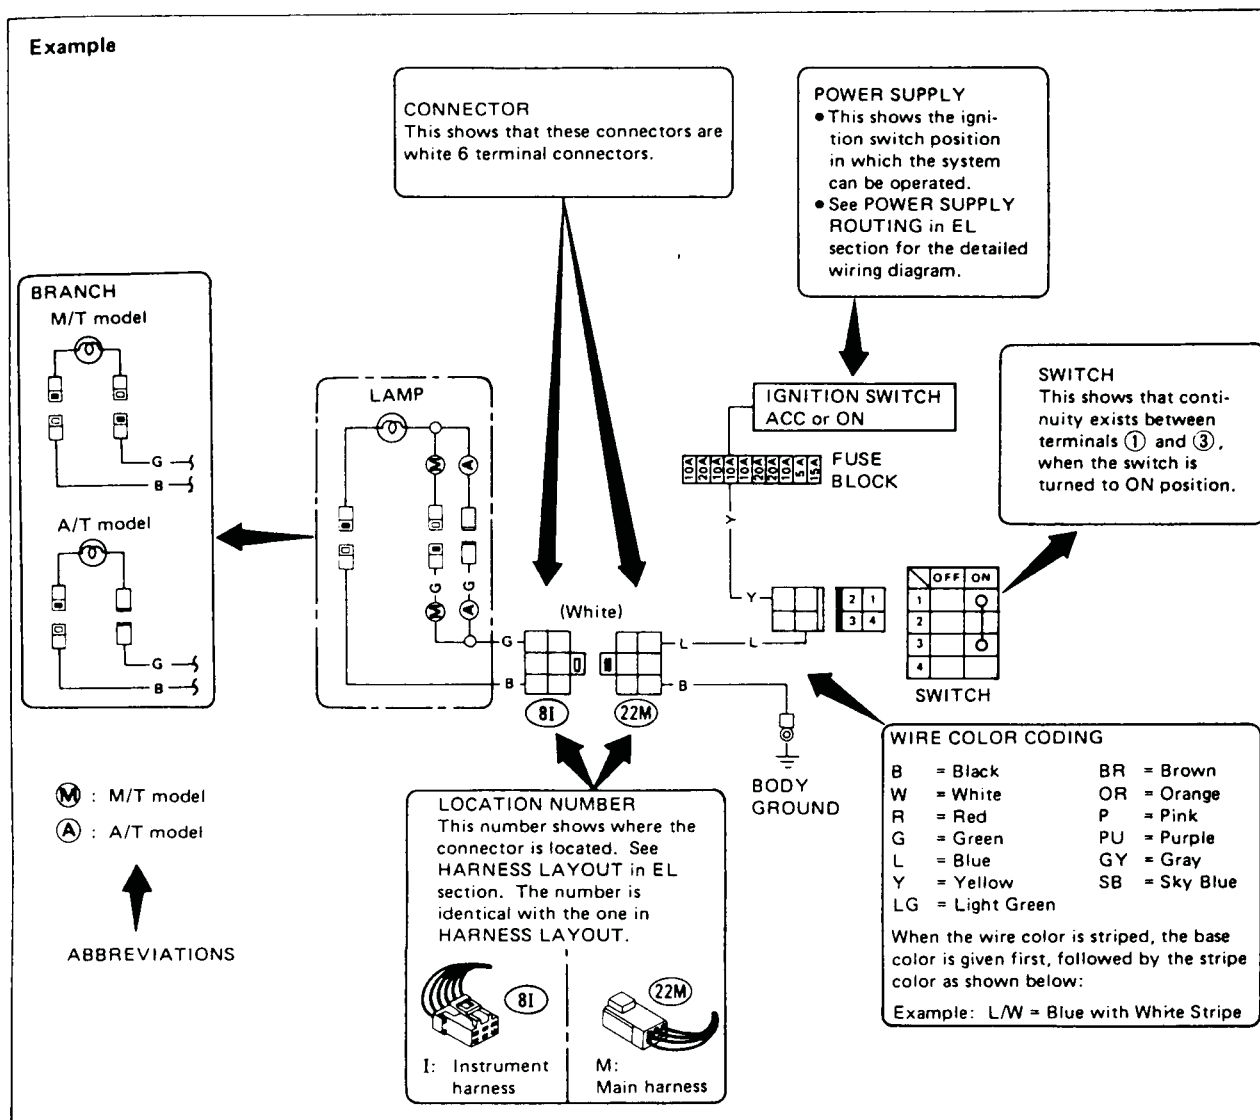 Example
CONNECTOR
This shows that these connectors are
white 6 terminal connectors.
POWER SUPPLY
• This shows the igni-
tion switch position
in which the system
can be operated.
• See POWER SUPPLY
ROUTING in EL
section for the detailed
wiring diagram.
BRANCH
M/T model
G
B
A/T model
G
B
LAMP
M
A
G
G
M
A
G
B
(White)
8I
22M
L
L
B
IGNITION SWITCH
ACC or ON
10A
20A
10A
10A
10A
20A
20A
10A
5A
15A
FUSE
BLOCK
Y
Y
2 1
3 4
OFF ON
1
2
3
4
SWITCH
SWITCH
This shows that conti-
nuity exists between
terminals ① and ③,
when the switch is
turned to ON position.
BODY
GROUND
M : M/T model
A : A/T model
ABBREVIATIONS
LOCATION NUMBER
This number shows where the
connector is located. See
HARNESS LAYOUT in EL
section. The number is
identical with the one in
HARNESS LAYOUT.
8I
22M
I: Instrument
harness
M:
Main harness
WIRE COLOR CODING
B = Black BR = Brown
W = White OR = Orange
R = Red P = Pink
G = Green PU = Purple
L = Blue GY = Gray
Y = Yellow SB = Sky Blue
LG = Light Green
When the wire color is striped, the base
color is given first, followed by the stripe
color as shown below:
Example: L/W = Blue with White Stripe